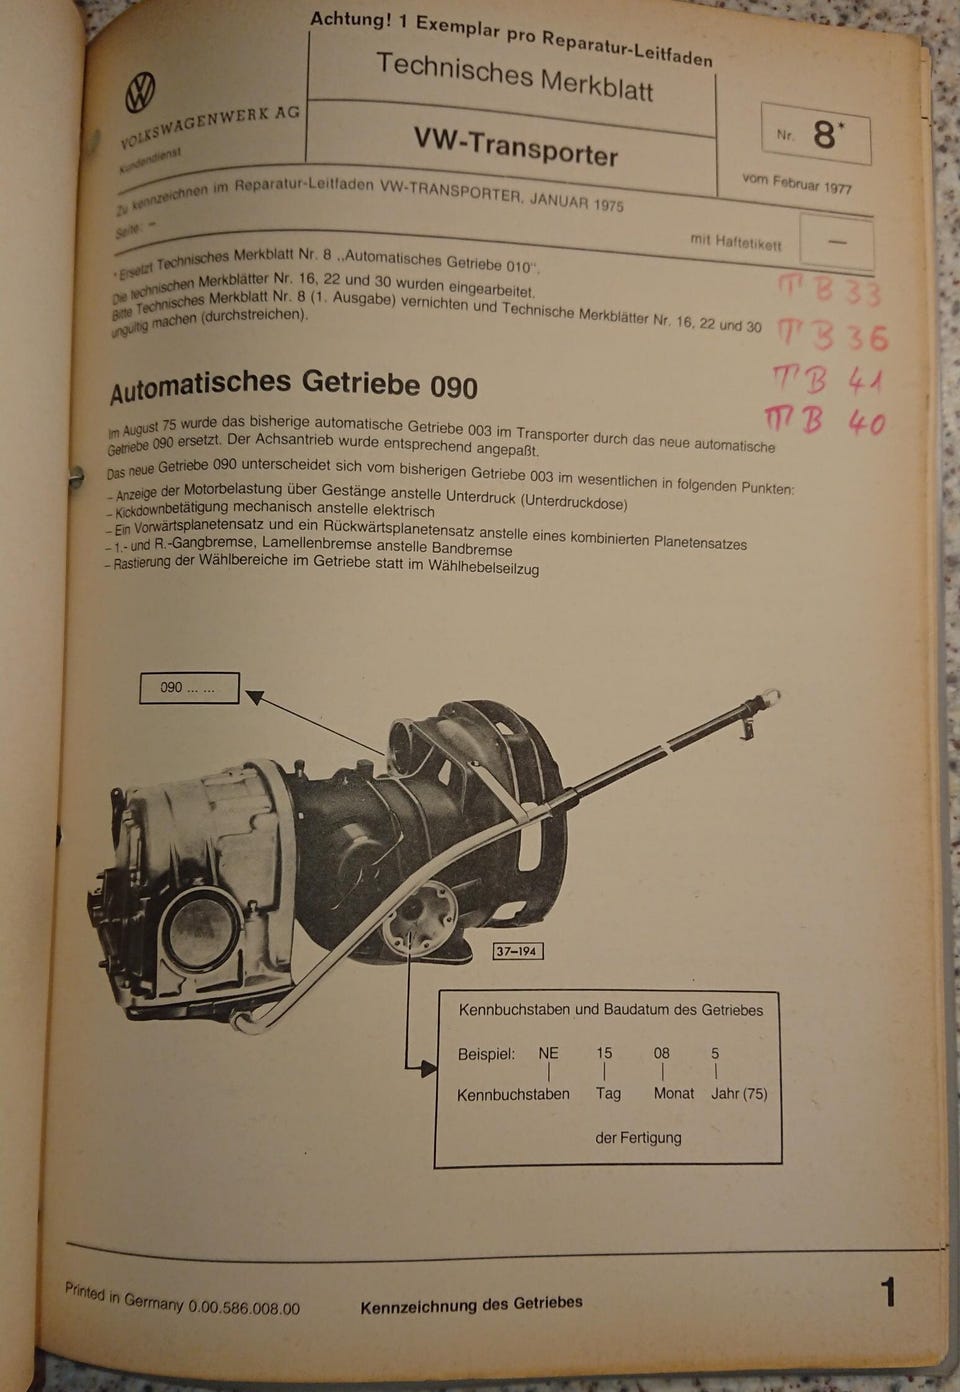 Achtung! 1 Exemplar pro Reparatur-Leitfaden
VOLKSWAGENWERK AG
Kundendienst
Technisches Merkblatt
VW-Transporter
Nr. 8*
vom Februar 1977
Zu kennzeichnen im Reparatur-Leitfaden VW-TRANSPORTER, JANUAR 1975
Seite: –
mit Haftetikett
—
*Ersetzt Technisches Merkblatt Nr. 8 „Automatisches Getriebe 010“.
Die technischen Merkblätter Nr. 16, 22 und 30 wurden eingearbeitet.
Bitte Technisches Merkblatt Nr. 8 (1. Ausgabe) vernichten und Technische Merkblätter Nr. 16, 22 und 30
ungültig machen (durchstreichen).
TB 33
TB 36
TB 41
TB 40
Automatisches Getriebe 090
Im August 75 wurde das bisherige automatische Getriebe 003 im Transporter durch das neue automatische
Getriebe 090 ersetzt. Der Achsantrieb wurde entsprechend angepaßt.
Das neue Getriebe 090 unterscheidet sich vom bisherigen Getriebe 003 im wesentlichen in folgenden Punkten:
– Anzeige der Motorbelastung über Gestänge anstelle Unterdruck (Unterdruckdose)
– Kickdownbetätigung mechanisch anstelle elektrisch
– Ein Vorwärtsplanetensatz und ein Rückwärtsplanetensatz anstelle eines kombinierten Planetensatzes
– 1.- und R.-Gangbremse, Lamellenbremse anstelle Bandbremse
– Rastierung der Wählbereiche im Getriebe statt im Wählhebelseilzug
090 ... ...
37–194
Kennbuchstaben und Baudatum des Getriebes
Beispiel: NE 15 08 5
Kennbuchstaben Tag Monat Jahr (75)
der Fertigung
Printed in Germany 0.00.586.008.00
Kennzeichnung des Getriebes
1